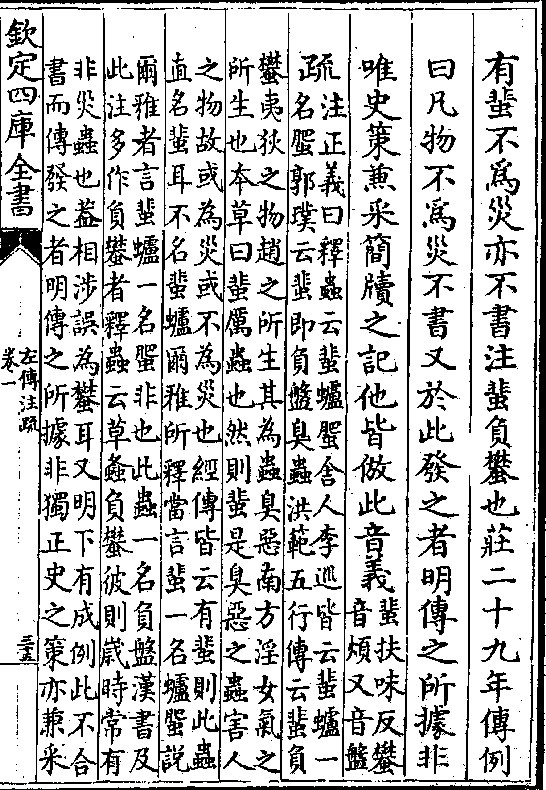 有蜚不爲災亦不書注蜚負蠜也莊二十九年傳例
曰凡物不爲災不書又於此發之者明傳之所據非
唯史策兼采簡牘之記他皆倣此音義
蜚扶味反蠜
音煩又音盤
疏
注正義曰釋蟲云蜚蠦蜰舍人李巡皆云蜚蠦一
名蜰郭璞云蜚即負盤臭蟲洪範五行傳云蜚負
蠜夷狄之物趙之所生其為蟲臭惡南方淫女氣之
所生也本草曰蜚厲蟲也然則蜚是臭惡之蟲害人
之物故或為災或不為災也經傳皆云有蜚則此蟲
直名蜚耳不名蜚蠦爾雅所釋當言蜚一名蠦蜰說
爾雅者言蜚蠦一名蜰非也此蟲一名負盤漢書及
此注多作負蠜者釋蟲云草螽負蠜彼則歲時常有
非災蟲也葢相涉誤為蠜耳又明下有成例此不合
書而傳發之者明傳之所據非獨正史之策亦兼采
欽定四庫全書
左傳注疏
卷一
三十五